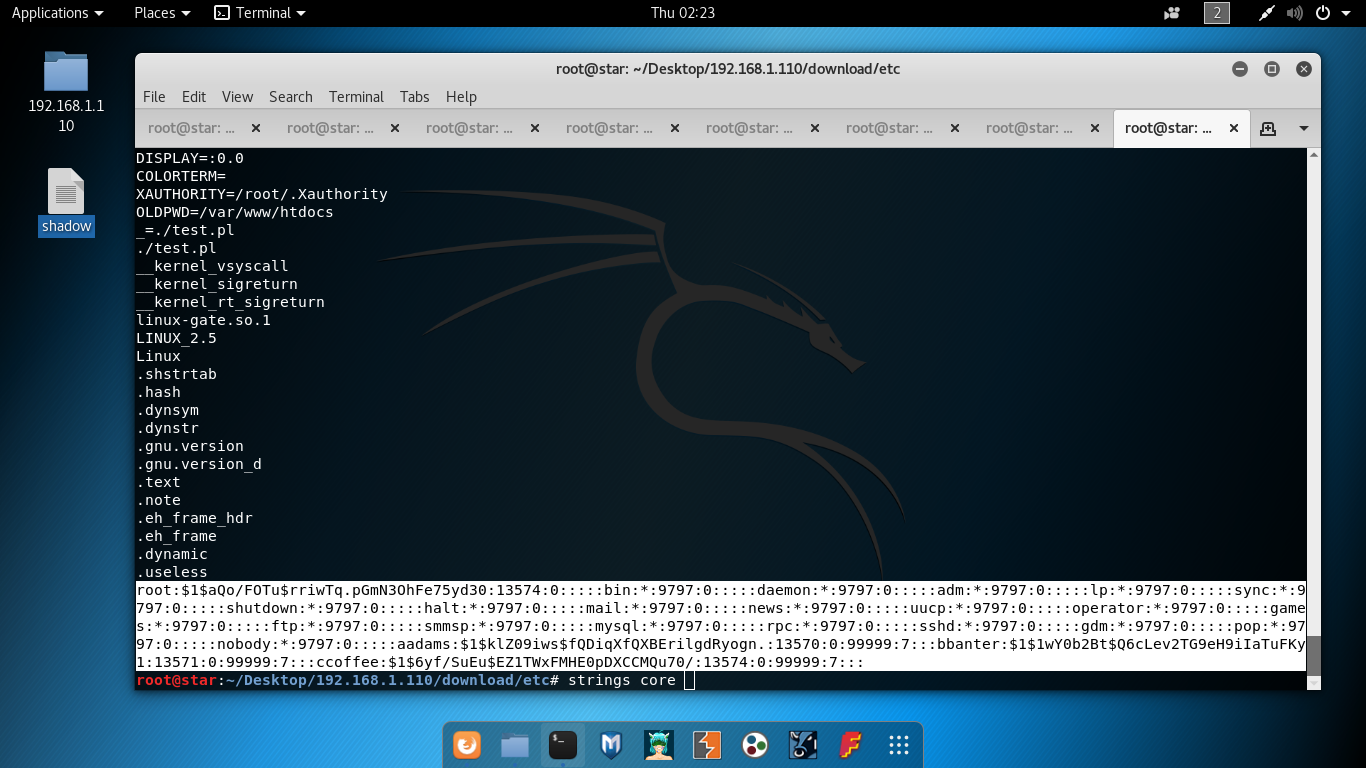 Applications Places Terminal Thu 02:23 2
192.168.1.1
10
shadow
root@star: ~/Desktop/192.168.1.110/download/etc
File Edit View Search Terminal Tabs Help
root@star: ... root@star: ... root@star: ... root@star: ... root@star: ... root@star: ... root@star: ... root@star: ...
DISPLAY=:0.0
COLORTERM=
XAUTHORITY=/root/.Xauthority
OLDPWD=/var/www/htdocs
_=./test.pl
./test.pl
__kernel_vsyscall
__kernel_sigreturn
__kernel_rt_sigreturn
linux-gate.so.1
LINUX_2.5
Linux
.shstrtab
.hash
.dynsym
.dynstr
.gnu.version
.gnu.version_d
.text
.note
.eh_frame_hdr
.eh_frame
.dynamic
.useless
root:$1$aQo/FOTu$rriwTq.pGmN3OhFe75yd30:13574:0:::::bin:*:9797:0:::::daemon:*:9797:0:::::adm:*:9797:0:::::lp:*:9797:0:::::sync:*:9
797:0:::::shutdown:*:9797:0:::::halt:*:9797:0:::::mail:*:9797:0:::::news:*:9797:0:::::uucp:*:9797:0:::::operator:*:9797:0:::::game
s:*:9797:0:::::ftp:*:9797:0:::::smmsp:*:9797:0:::::mysql:*:9797:0:::::rpc:*:9797:0:::::sshd:*:9797:0:::::gdm:*:9797:0:::::pop:*:97
97:0:::::nobody:*:9797:0:::::aadams:$1$klZ09iws$fQDiqXfQXBErilgdRyogn.:13570:0:99999:7:::bbanter:$1$1wY0b2Bt$Q6cLev2TG9eH9iIaTuFKy
1:13571:0:99999:7:::ccoffee:$1$6yf/SuEu$EZ1TWxFMHE0pDXCCMQu70/:13574:0:99999:7:::
root@star:~/Desktop/192.168.1.110/download/etc# strings core